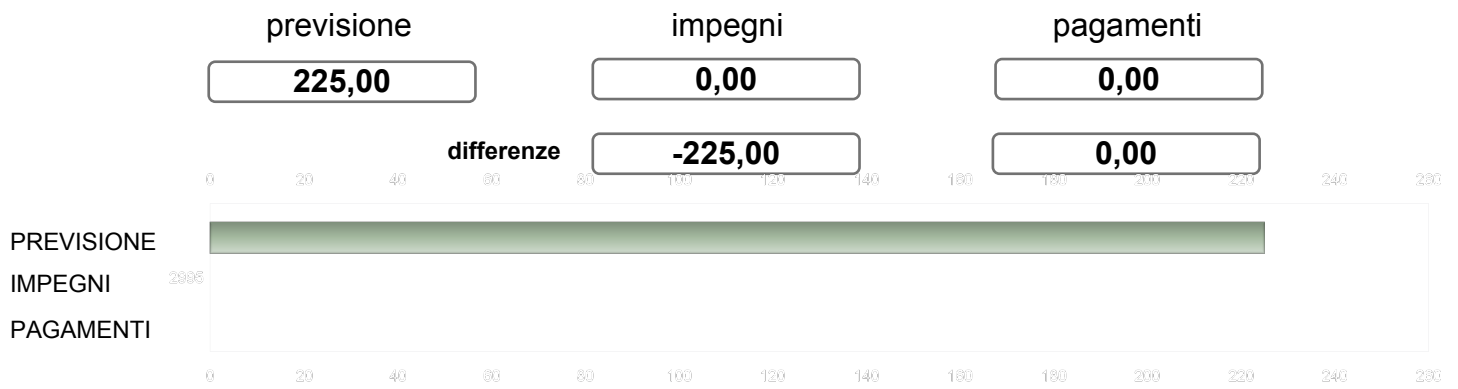 previsione impegni pagamenti
225,00 0,00 0,00
differenze -225,00 0,00
0 20 40 60 80 100 120 140 160 180 200 220 240 260
PREVISIONE
IMPEGNI 2995
PAGAMENTI
0 20 40 60 80 100 120 140 160 180 200 220 240 260